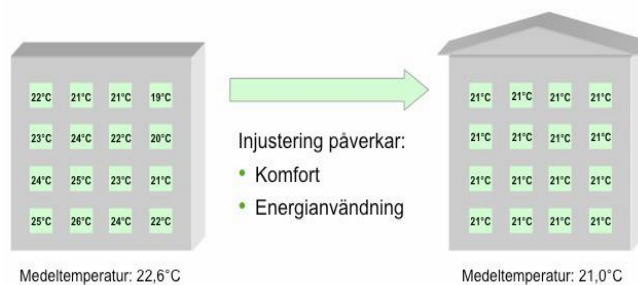 22°C 21°C 21°C 19°C
23°C 24°C 22°C 20°C
24°C 25°C 23°C 21°C
25°C 26°C 24°C 22°C
Medeltemperatur: 22,6°C
Injustering påverkar:
• Komfort
• Energianvändning
21°C 21°C 21°C 21°C
21°C 21°C 21°C 21°C
21°C 21°C 21°C 21°C
21°C 21°C 21°C 21°C
Medeltemperatur: 21,0°C